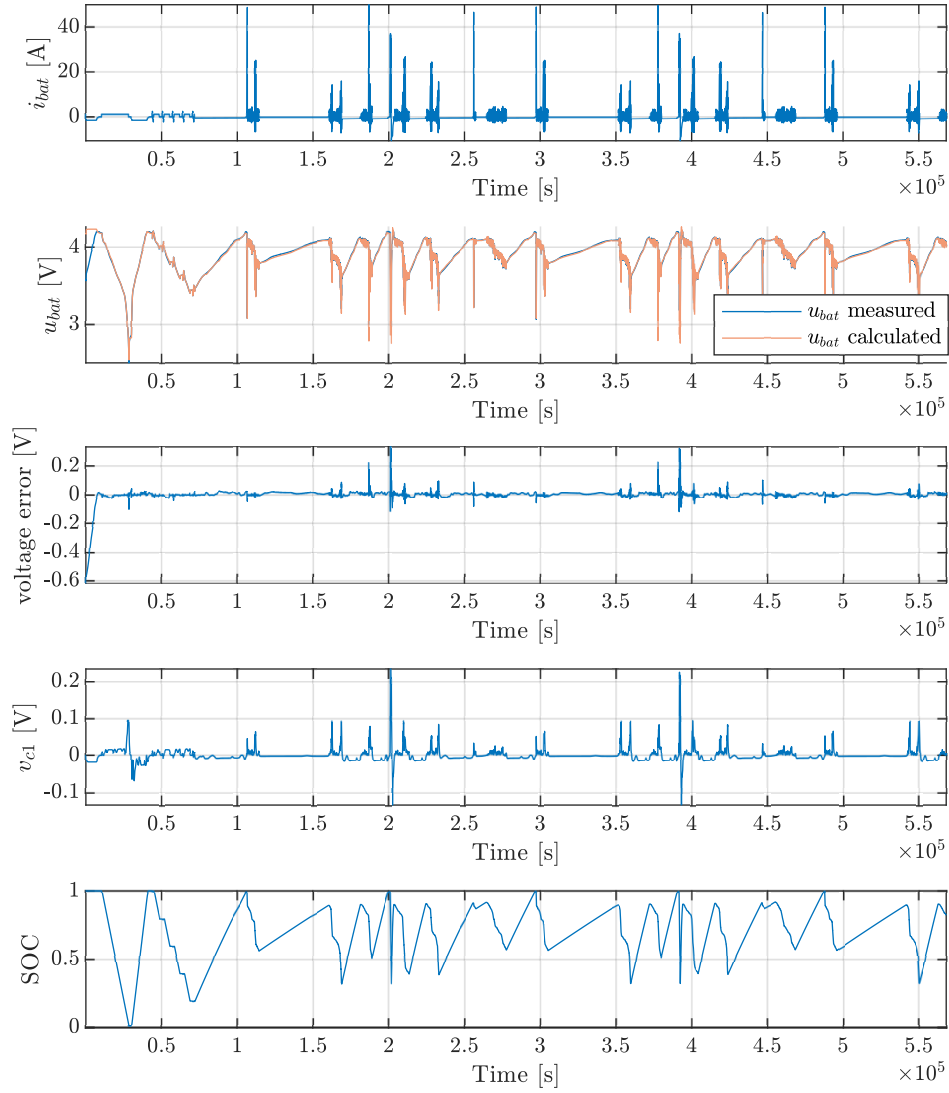 40
20
0
i_bat [A]
0.5 1 1.5 2 2.5 3 3.5 4 4.5 5 5.5
Time [s]
×10^5
4
3
u_bat [V]
u_bat measured
u_bat calculated
0.5 1 1.5 2 2.5 3 3.5 4 4.5 5 5.5
Time [s]
×10^5
0.2
0
-0.2
-0.4
-0.6
voltage error [V]
0.5 1 1.5 2 2.5 3 3.5 4 4.5 5 5.5
Time [s]
×10^5
0.2
0.1
0
-0.1
v_c1 [V]
0.5 1 1.5 2 2.5 3 3.5 4 4.5 5 5.5
Time [s]
×10^5
1
0.5
0
SOC
0.5 1 1.5 2 2.5 3 3.5 4 4.5 5 5.5
Time [s]
×10^5